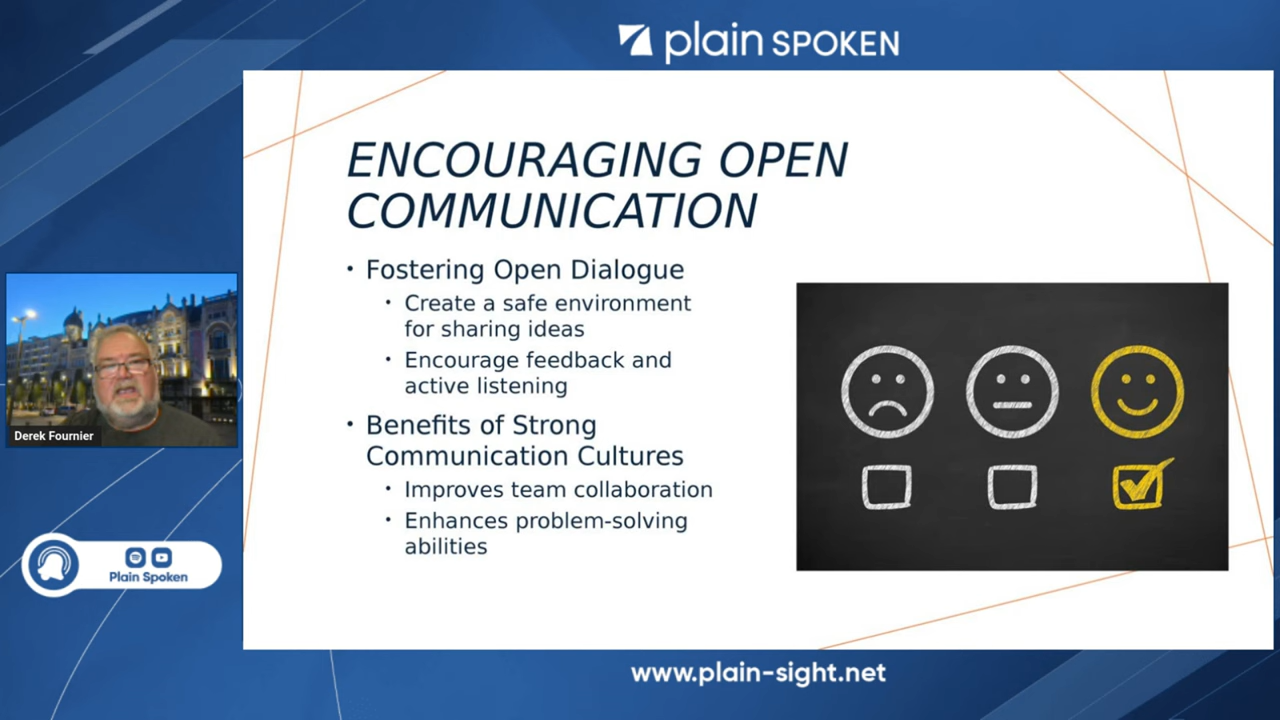 plain SPOKEN
ENCOURAGING OPEN
COMMUNICATION
• Fostering Open Dialogue
• Create a safe environment
for sharing ideas
• Encourage feedback and
active listening
• Benefits of Strong
Communication Cultures
• Improves team collaboration
• Enhances problem-solving
abilities
Derek Fournier
Plain Spoken
www.plain-sight.net